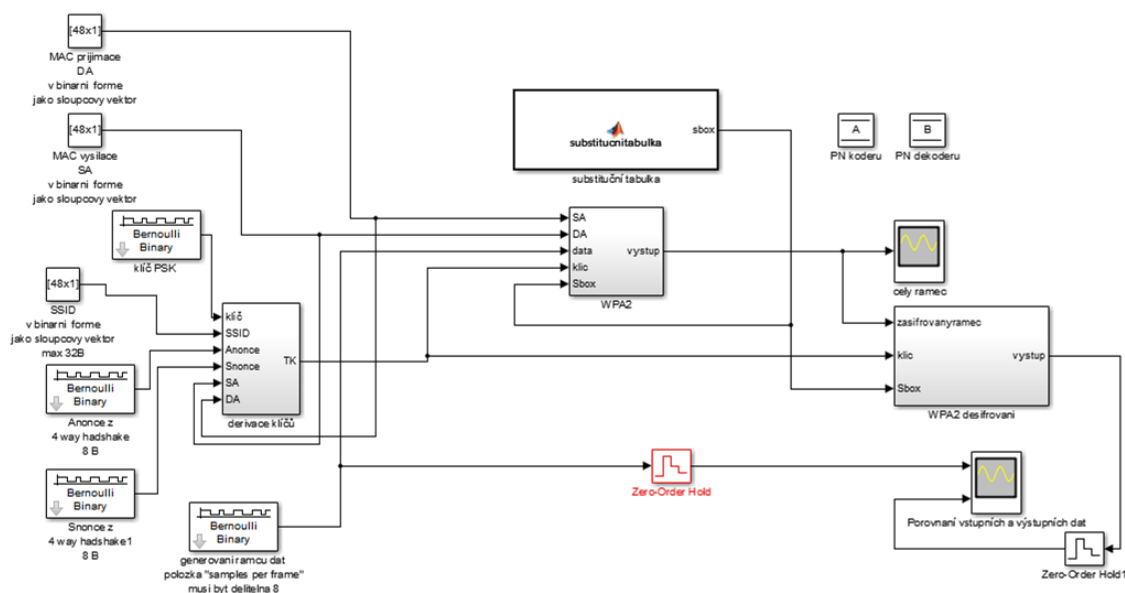 [48x1]
MAC prijimace
DA
v binarni forme
jako sloupcovy vektor
[48x1]
MAC vysilace
SA
v binarni forme
jako sloupcovy vektor
Bernoulli
Binary
klíč PSK
[48x1]
SSID
v binarni forme
jako sloupcovy vektor
max 32B
Bernoulli
Binary
Anonce z
4 way hadshake
8 B
Bernoulli
Binary
Snonce z
4 way hadshake1
8 B
klíč
SSID
Anonce
Snonce
SA
DA
TK
derivace klíčů
Bernoulli
Binary
generovani ramcu dat
polozka "samples per frame"
musi byt delitelna 8
substitucnitabulka
sbox
substituční tabulka
SA
DA
data
klic
Sbox
vystup
WPA2
A
PN koderu
B
PN dekoderu
cely ramec
zasifrovanyramec
klic
Sbox
vystup
WPA2 desifrovani
Zero-Order Hold
Porovnaní vstupních a výstupních dat
Zero-Order Hold1